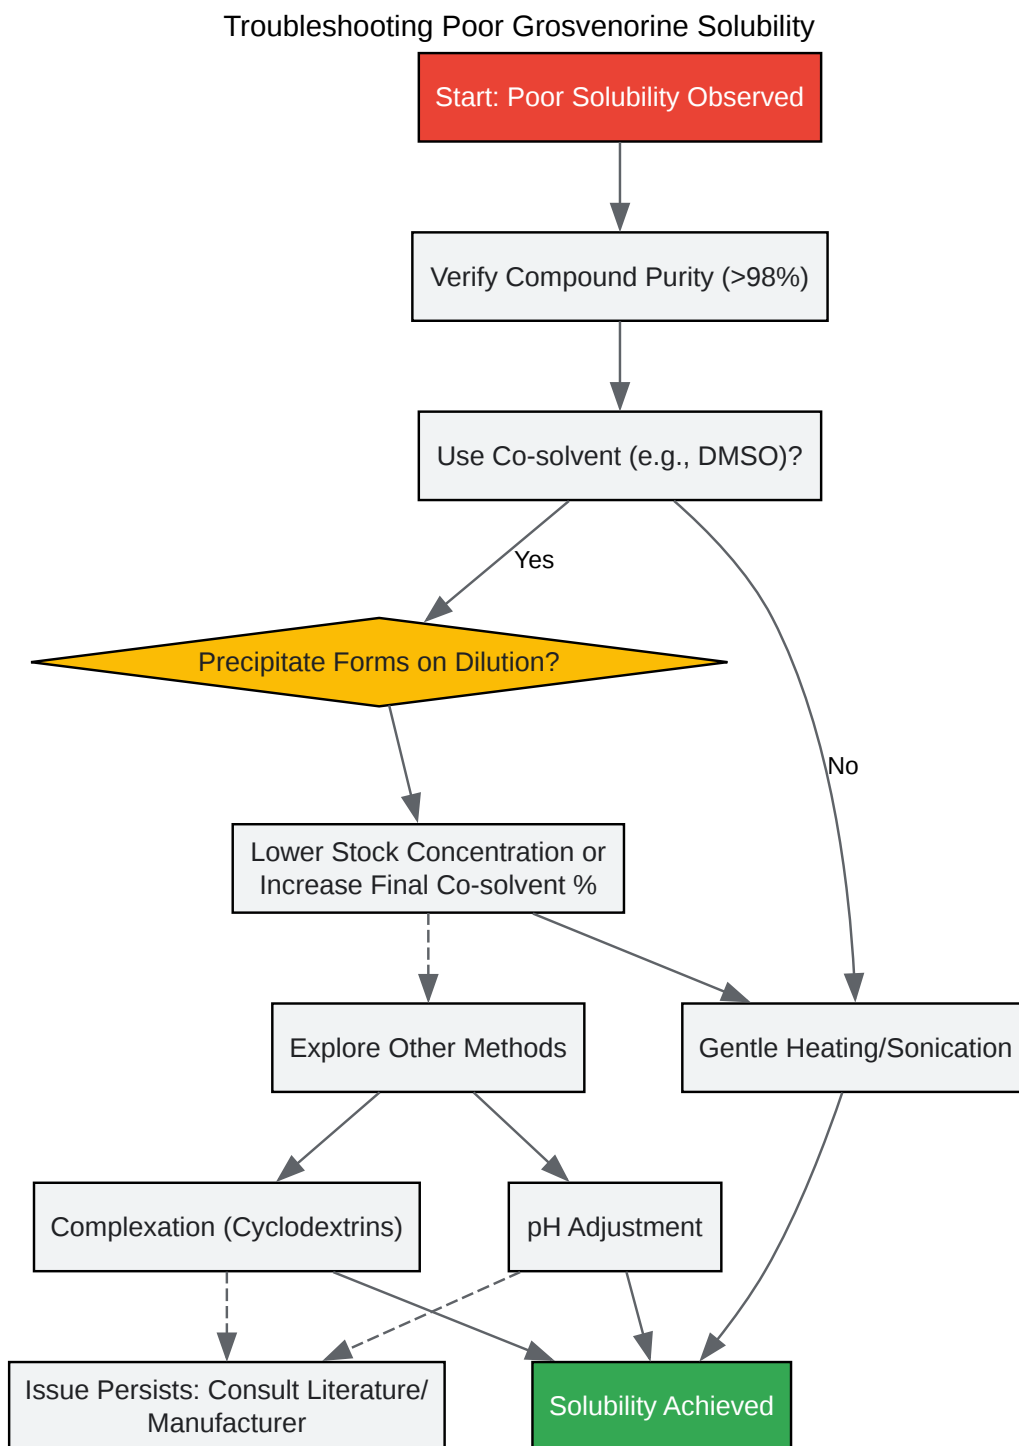 Troubleshooting Poor Grosvenorine Solubility
Start: Poor Solubility Observed
Verify Compound Purity (>98%)
Use Co-solvent (e.g., DMSO)?
Yes
Precipitate Forms on Dilution?
No
Lower Stock Concentration or
Increase Final Co-solvent %
Explore Other Methods
Gentle Heating/Sonication
Complexation (Cyclodextrins)
pH Adjustment
Issue Persists: Consult Literature/
Manufacturer
Solubility Achieved